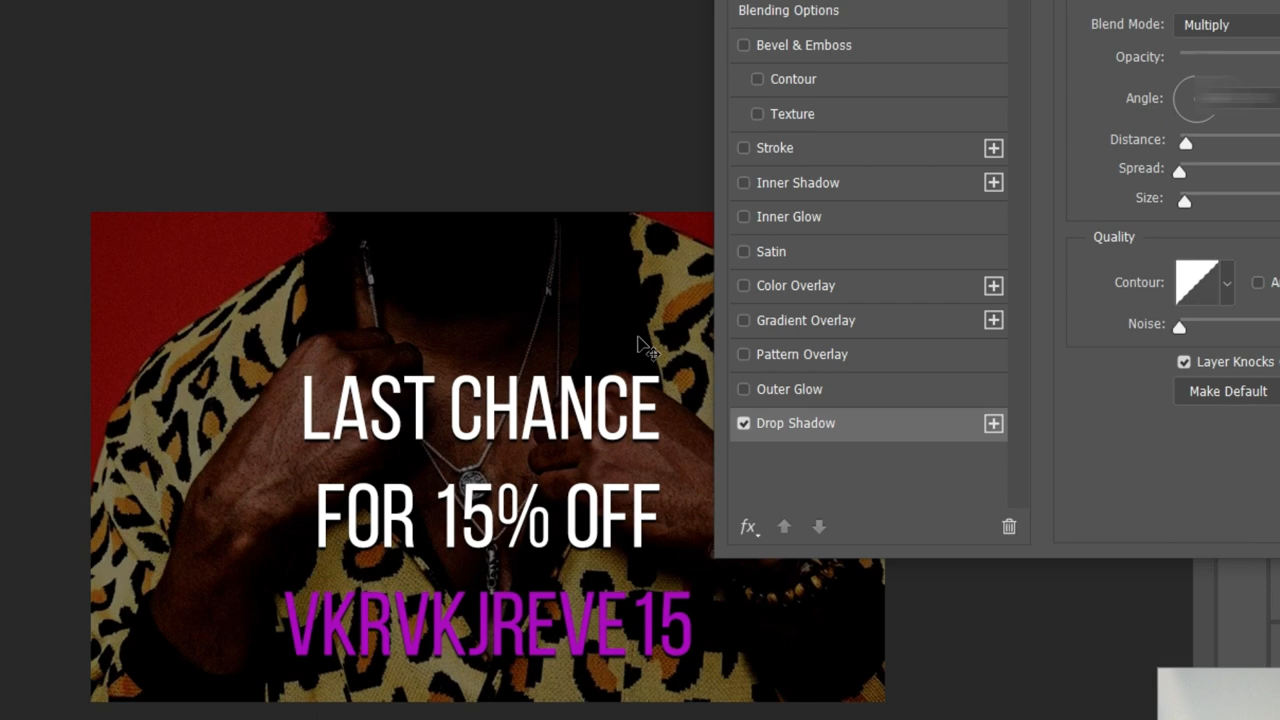 Blending Options
Bevel & Emboss
Contour
Texture
Stroke
Inner Shadow
Inner Glow
Satin
Color Overlay
Gradient Overlay
Pattern Overlay
Outer Glow
Drop Shadow
fx
Blend Mode: Multiply
Opacity:
Angle:
Distance:
Spread:
Size:
Quality
Contour:
Noise:
Layer Knocks
Make Default
LAST CHANCE
FOR 15% OFF
VKRVKJREVE15